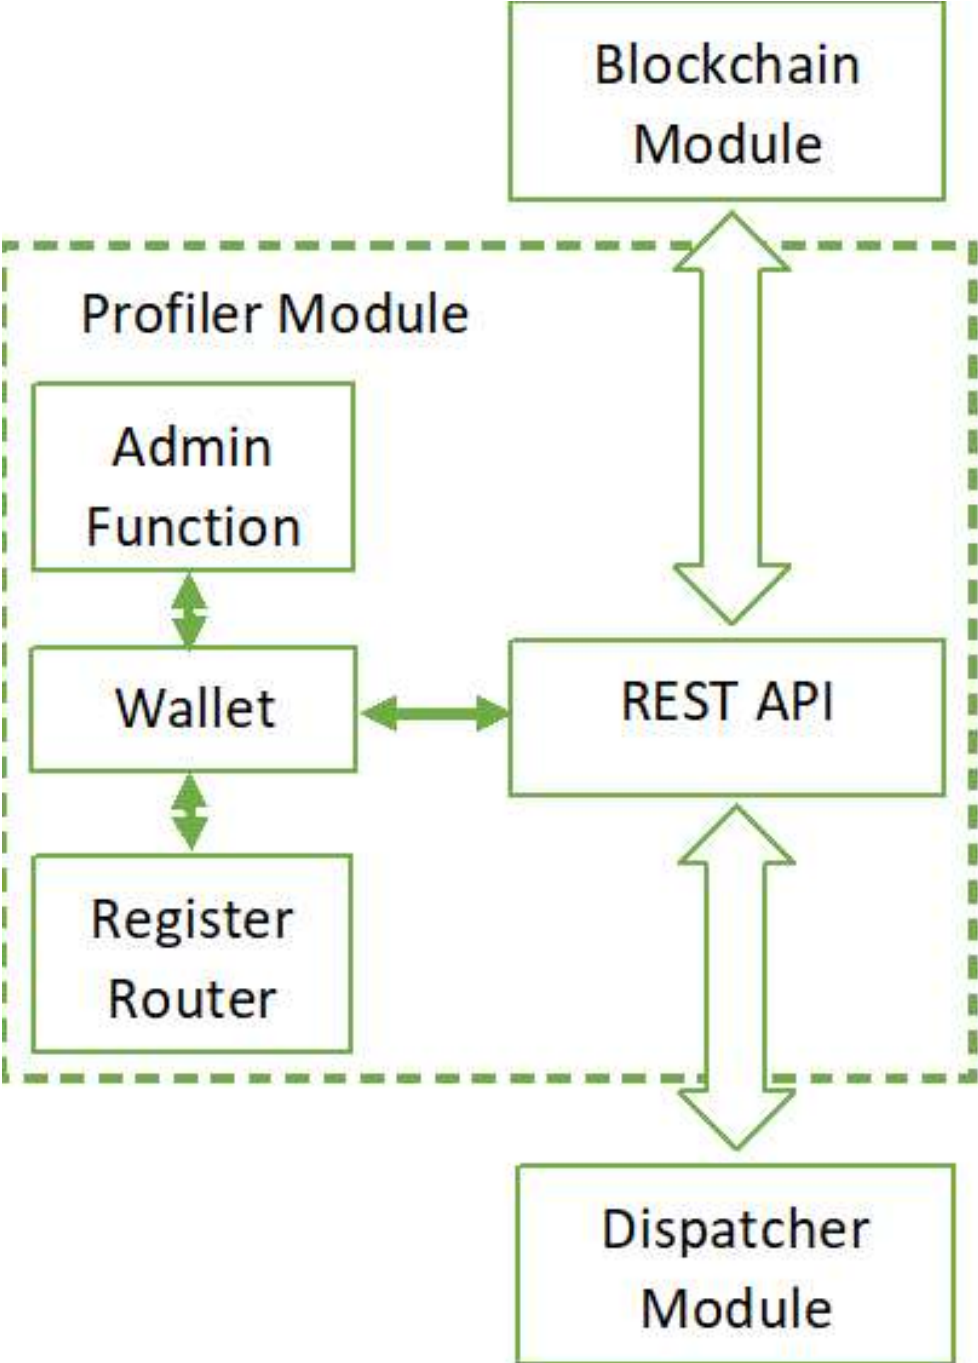 Blockchain
Module
Profiler Module
Admin
Function
Wallet
REST API
Register
Router
Dispatcher
Module